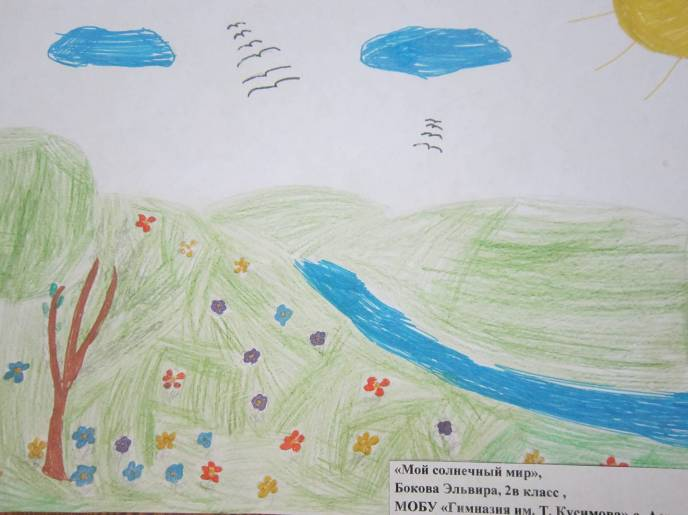 «Мой солнечный мир»,
Бокова Эльвира, 2в класс ,
МОБУ «Гимназия им. Т. Кусимова» с.